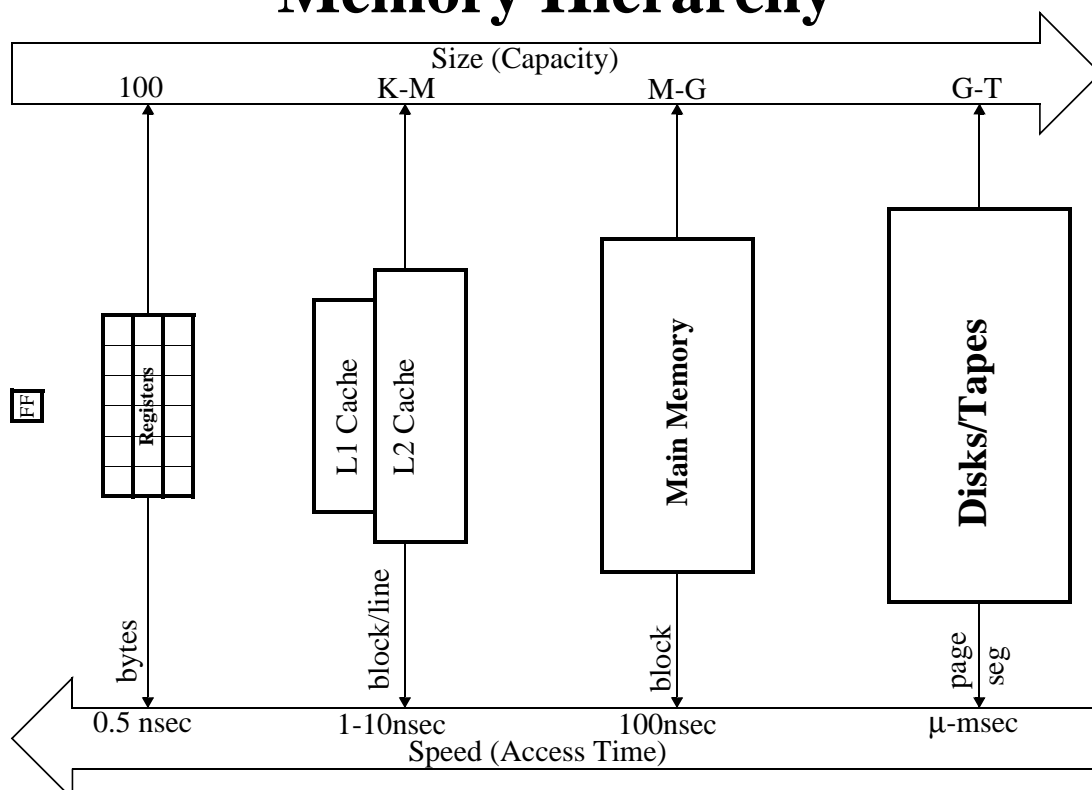 Memory Hierarchy
Size (Capacity)
100 K-M M-G G-T
FF
Registers
L1 Cache
L2 Cache
Main Memory
Disks/Tapes
bytes
block/line
block
page
seg
0.5 nsec 1-10nsec 100nsec μ-msec
Speed (Access Time)